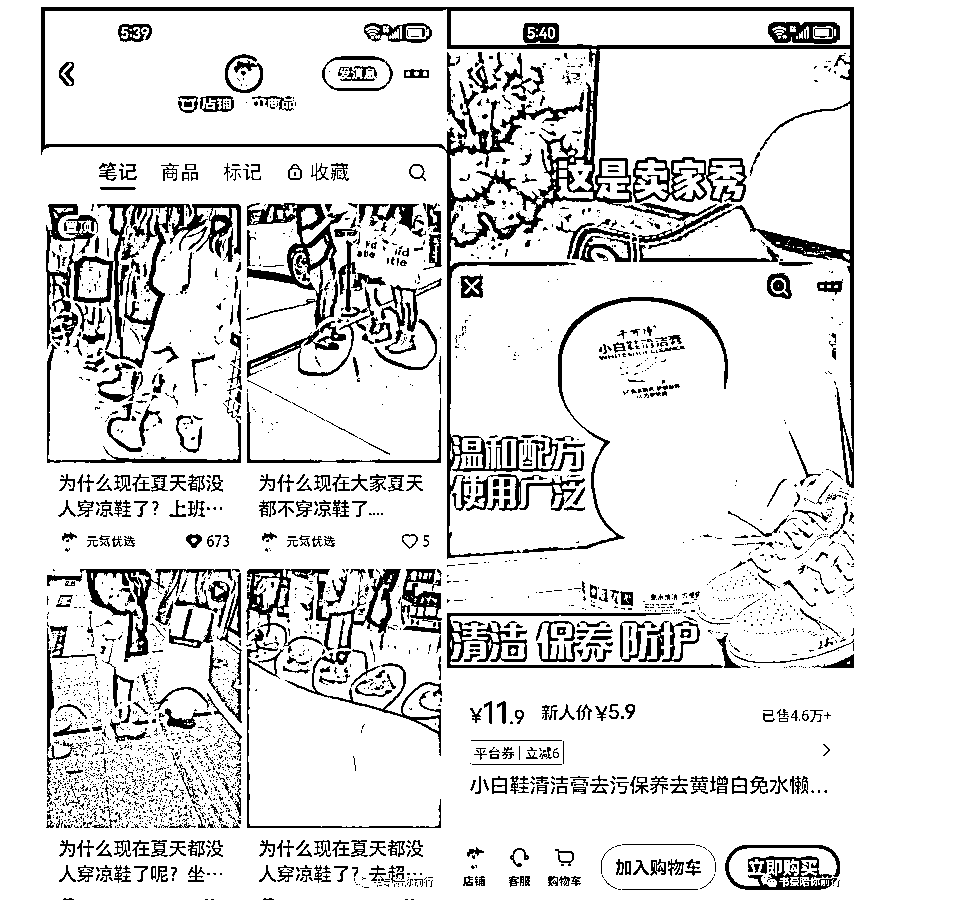 5:39
发消息
店铺
商品
笔记 商品 标记 收藏
置顶
为什么现在夏天都没
人穿凉鞋了？上班…
元気优选 673
为什么现在大家夏天
都不穿凉鞋了....
元気优选 5
为什么现在夏天都没
人穿凉鞋了呢？坐…
为什么现在夏天都没
人穿凉鞋了？去超…
5:40
这是卖家秀
小白鞋清洁膏
温和配方
使用广泛
清洁 保养 防护
¥11.9 新人价¥5.9 已售4.6万+
平台券 立减6
小白鞋清洁膏去污保养去黄增白免水懒…
店铺 客服 购物车 加入购物车 立即购买